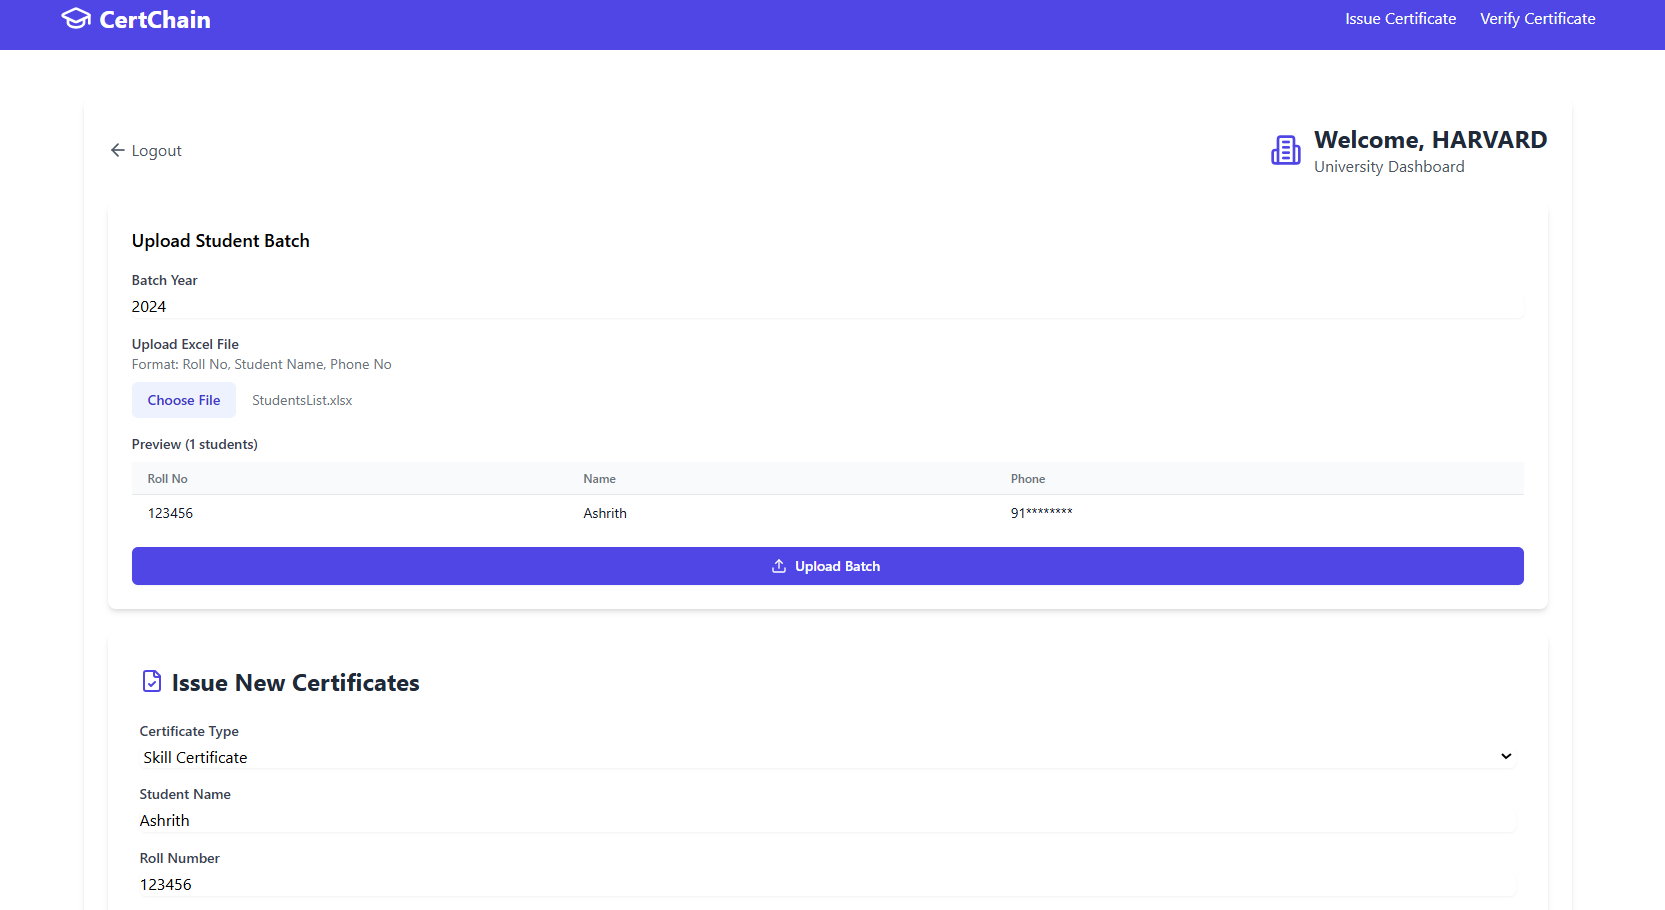 CertChain
Issue Certificate
Verify Certificate
Logout
Welcome, HARVARD
University Dashboard
Upload Student Batch
Batch Year
2024
Upload Excel File
Format: Roll No, Student Name, Phone No
Choose File StudentsList.xlsx
Preview (1 students)
Roll No Name Phone
123456 Ashrith 91********
Upload Batch
Issue New Certificates
Certificate Type
Skill Certificate
Student Name
Ashrith
Roll Number
123456